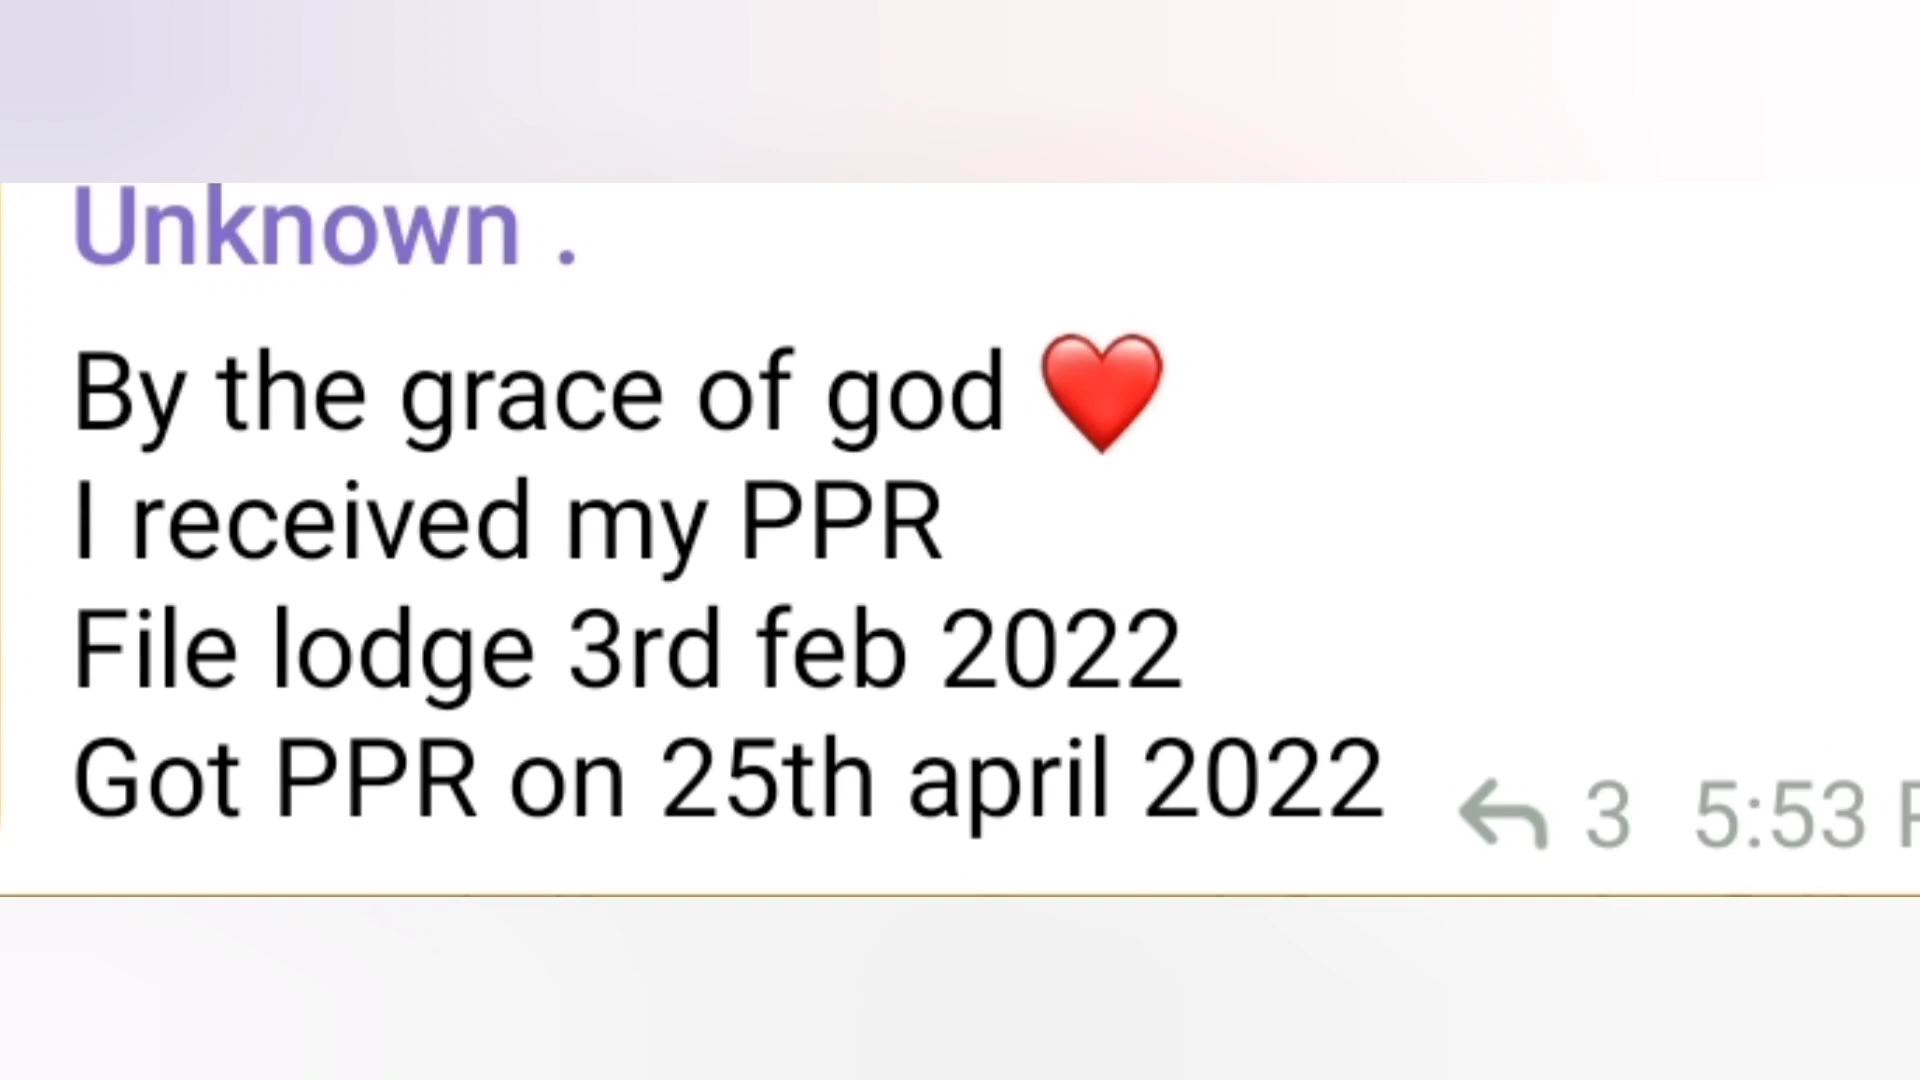 Unknown .
By the grace of god ❤️
I received my PPR
File lodge 3rd feb 2022
Got PPR on 25th april 2022
3 5:53